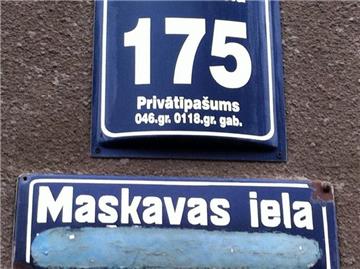 175
Privātīpašums
046.gr. 0118.gr. gab.
Maskavas iela